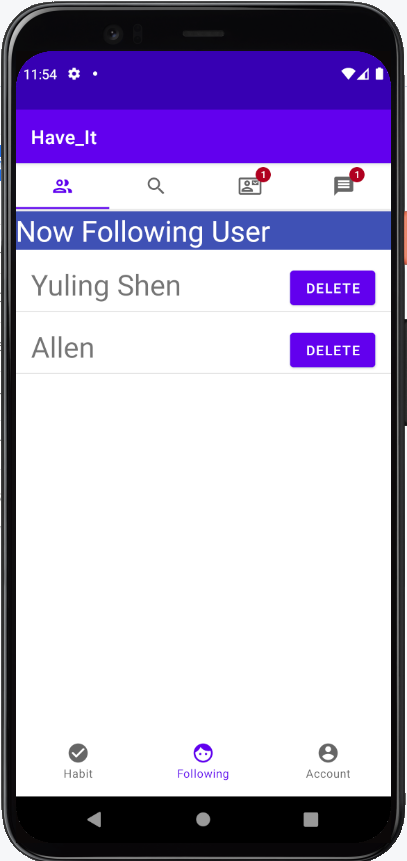 11:54
Have_It
1
1
Now Following User
Yuling Shen
DELETE
Allen
DELETE
Habit
Following
Account